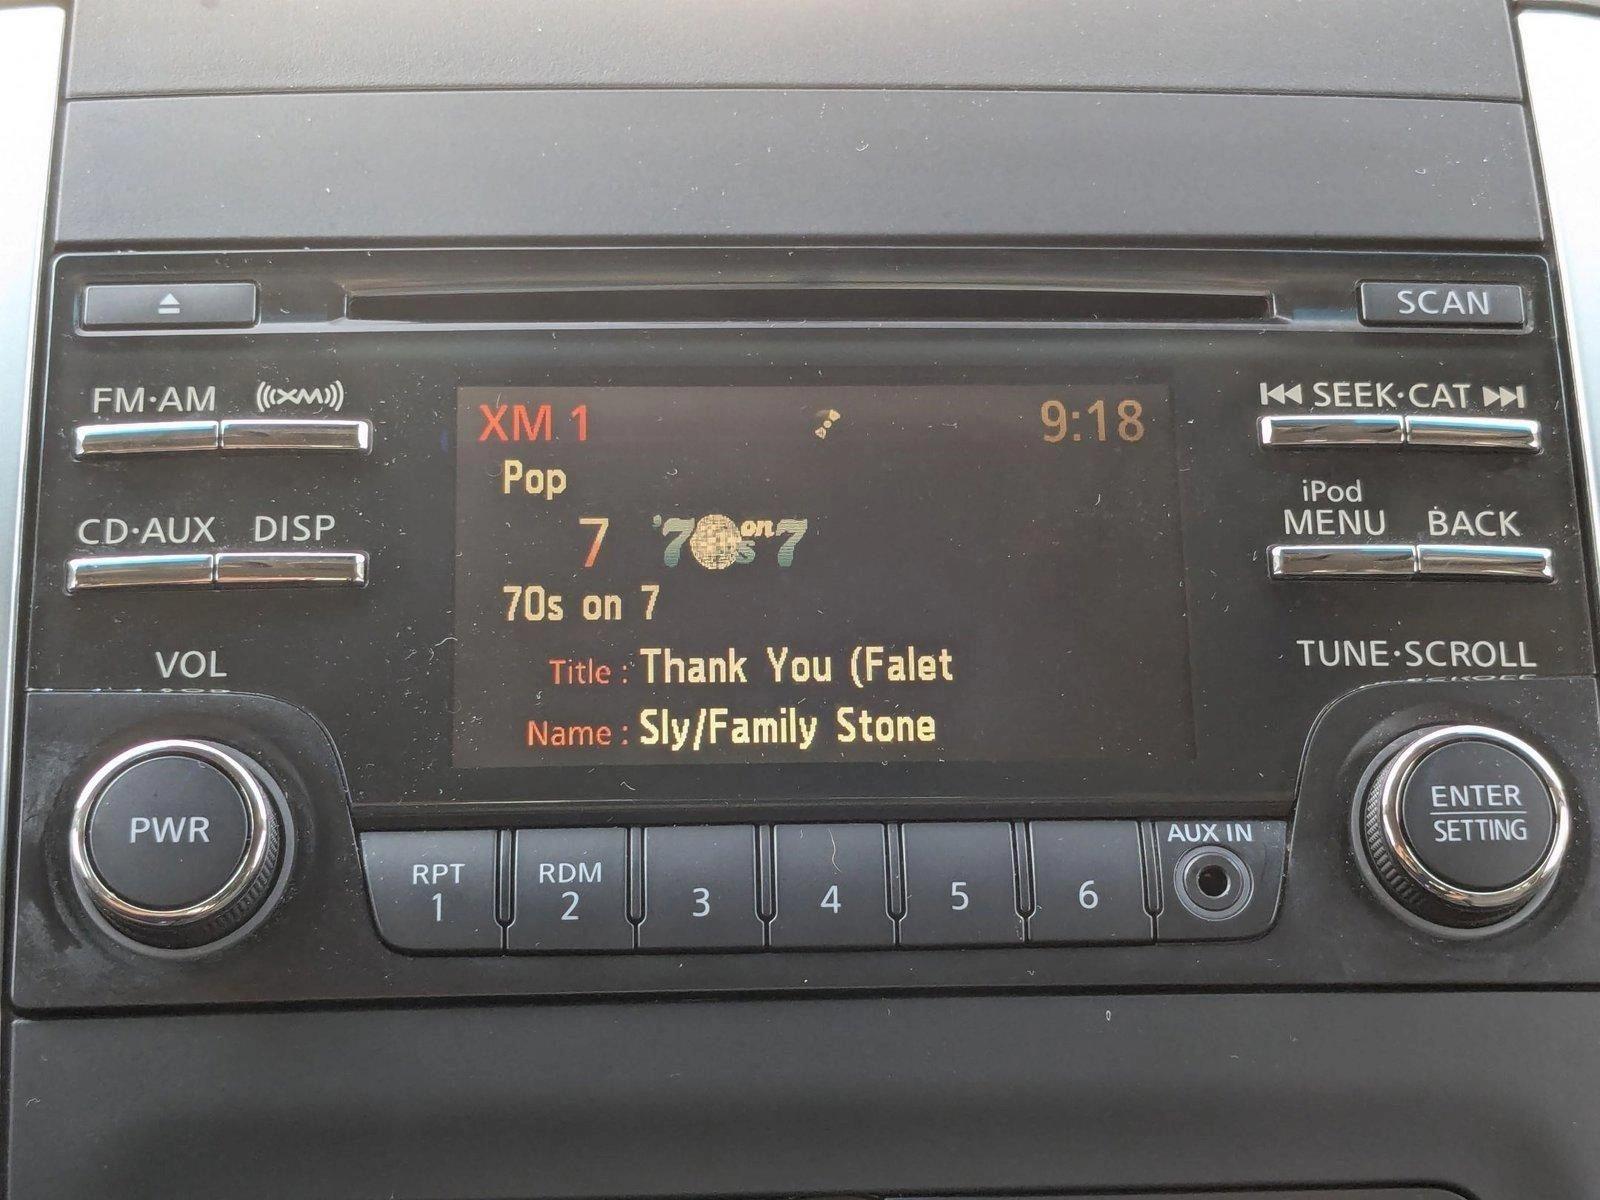 SCAN
FM·AM
((XM))
SEEK·CAT
XM 1
9:18
Pop
iPod
MENU
BACK
CD·AUX
DISP
7
'70s on 7
70s on 7
Title : Thank You (Falet
Name : Sly/Family Stone
VOL
TUNE·SCROLL
PWR
ENTER
SETTING
RPT
1
RDM
2
3
4
5
6
AUX IN